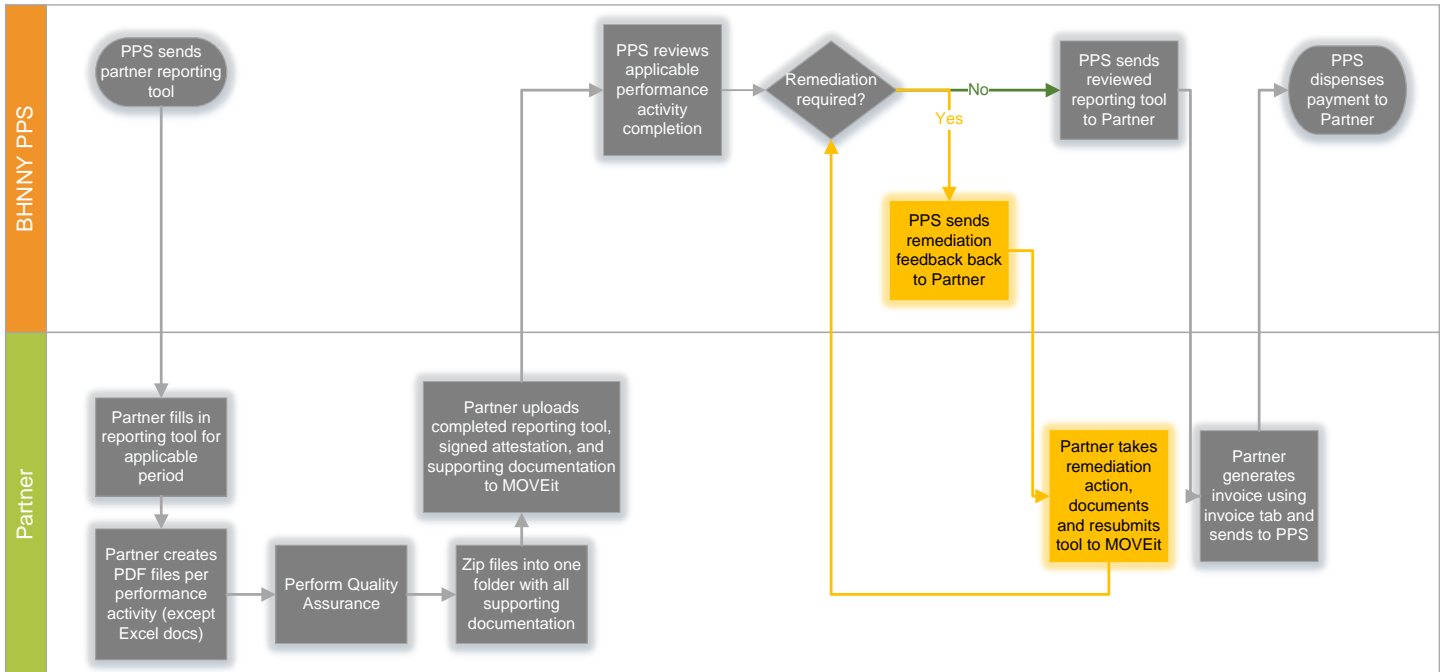 BHNNY PPS
PPS sends
partner reporting
tool
PPS reviews
applicable
performance
activity
completion
Remediation
required?
No
Yes
PPS sends
reviewed
reporting tool
to Partner
PPS
dispenses
payment to
Partner
PPS sends
remediation
feedback back
to Partner
Partner
Partner fills in
reporting tool for
applicable
period
Partner creates
PDF files per
performance
activity (except
Excel docs)
Perform Quality
Assurance
Zip files into one
folder with all
supporting
documentation
Partner uploads
completed reporting tool,
signed attestation, and
supporting documentation
to MOVEit
Partner takes
remediation
action,
documents
and resubmits
tool to MOVEit
Partner
generates
invoice using
invoice tab and
sends to PPS